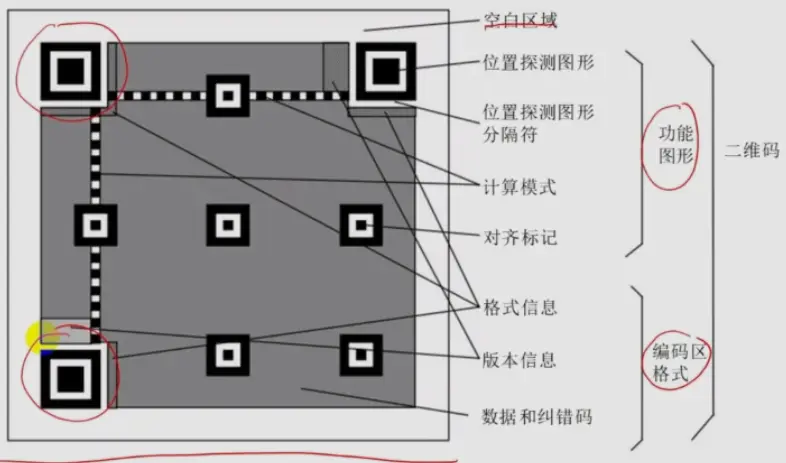 空白区域
位置探测图形
位置探测图形
分隔符
计算模式
对齐标记
格式信息
版本信息
数据和纠错码
功能
图形
编码区
格式
二维码